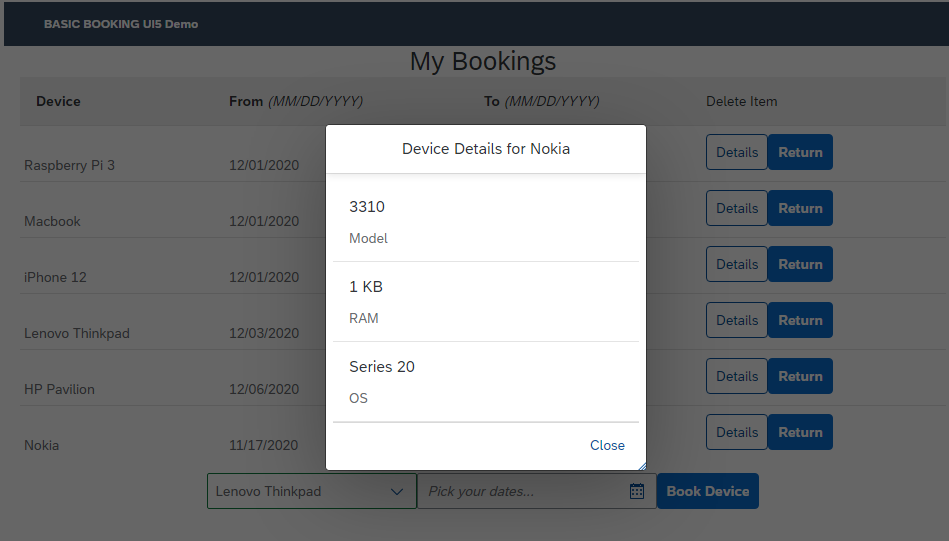 BASIC BOOKING UI5 Demo
My Bookings
Device From (MM/DD/YYYY) To (MM/DD/YYYY) Delete Item
Raspberry Pi 3 12/01/2020 Details Return
Macbook 12/01/2020 Details Return
iPhone 12 12/01/2020 Details Return
Lenovo Thinkpad 12/03/2020 Details Return
HP Pavilion 12/06/2020 Details Return
Nokia 11/17/2020 Details Return
Lenovo Thinkpad Pick your dates... Book Device
Device Details for Nokia
3310
Model
1 KB
RAM
Series 20
OS
Close